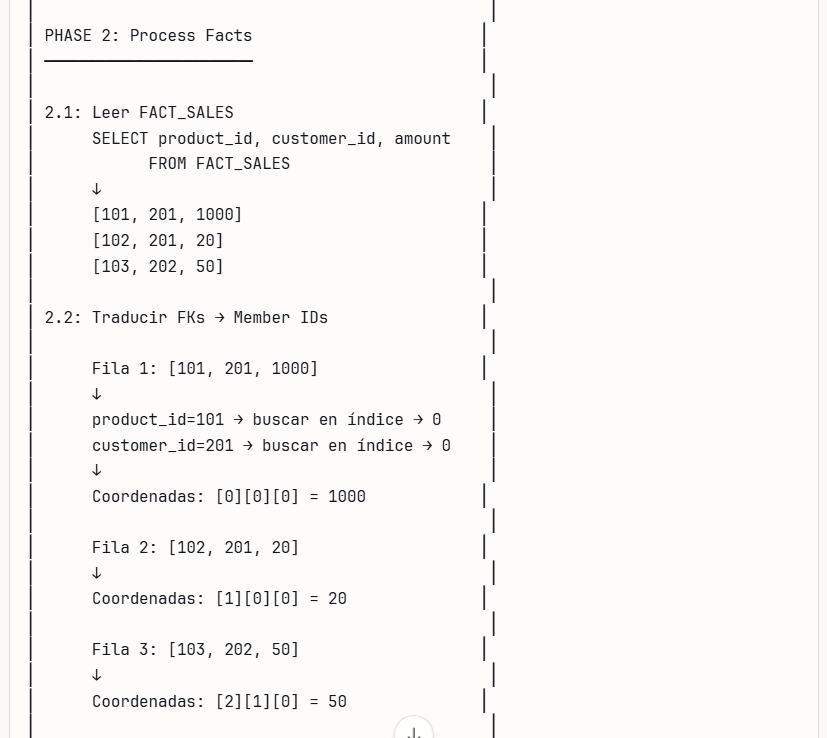 PHASE 2: Process Facts
2.1: Leer FACT_SALES
SELECT product_id, customer_id, amount
FROM FACT_SALES
↓
[101, 201, 1000]
[102, 201, 20]
[103, 202, 50]
2.2: Traducir FKs → Member IDs
Fila 1: [101, 201, 1000]
↓
product_id=101 → buscar en índice → 0
customer_id=201 → buscar en índice → 0
↓
Coordenadas: [0][0][0] = 1000
Fila 2: [102, 201, 20]
↓
Coordenadas: [1][0][0] = 20
Fila 3: [103, 202, 50]
↓
Coordenadas: [2][1][0] = 50